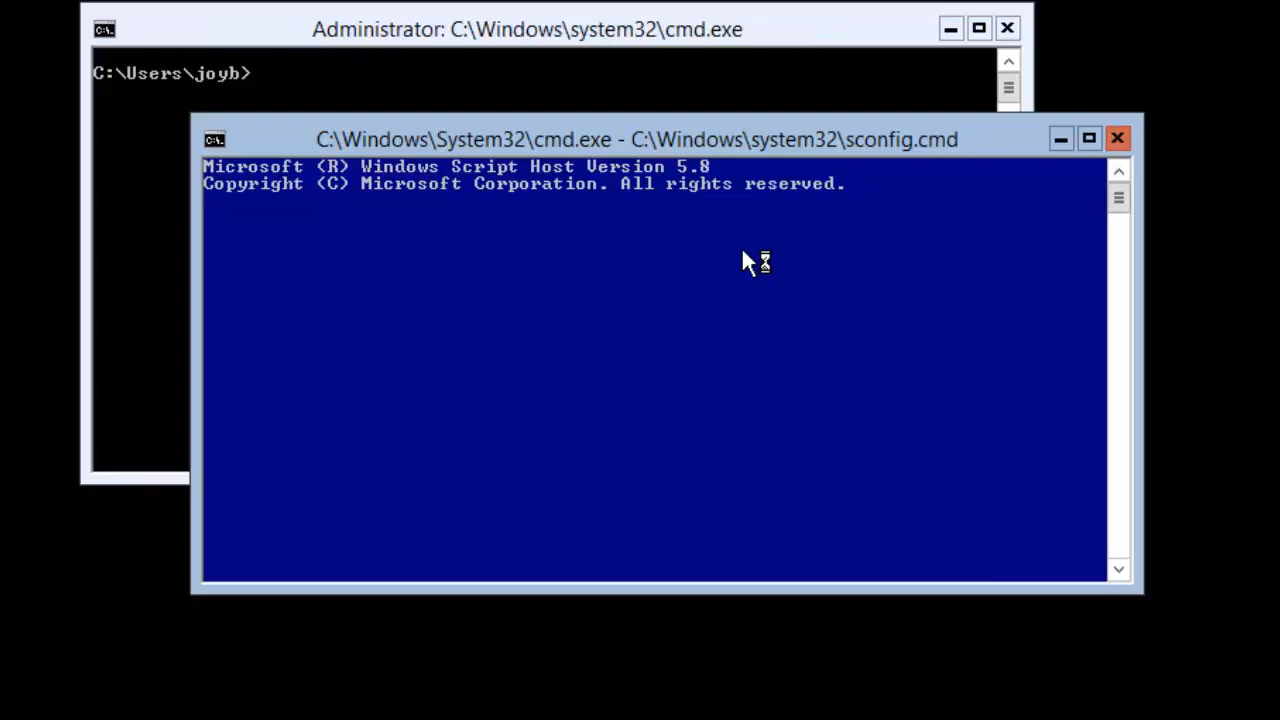 Administrator: C:\Windows\system32\cmd.exe
C:\Users\joyb>
C:\Windows\System32\cmd.exe - C:\Windows\system32\sconfig.cmd
Microsoft (R) Windows Script Host Version 5.8
Copyright (C) Microsoft Corporation. All rights reserved.